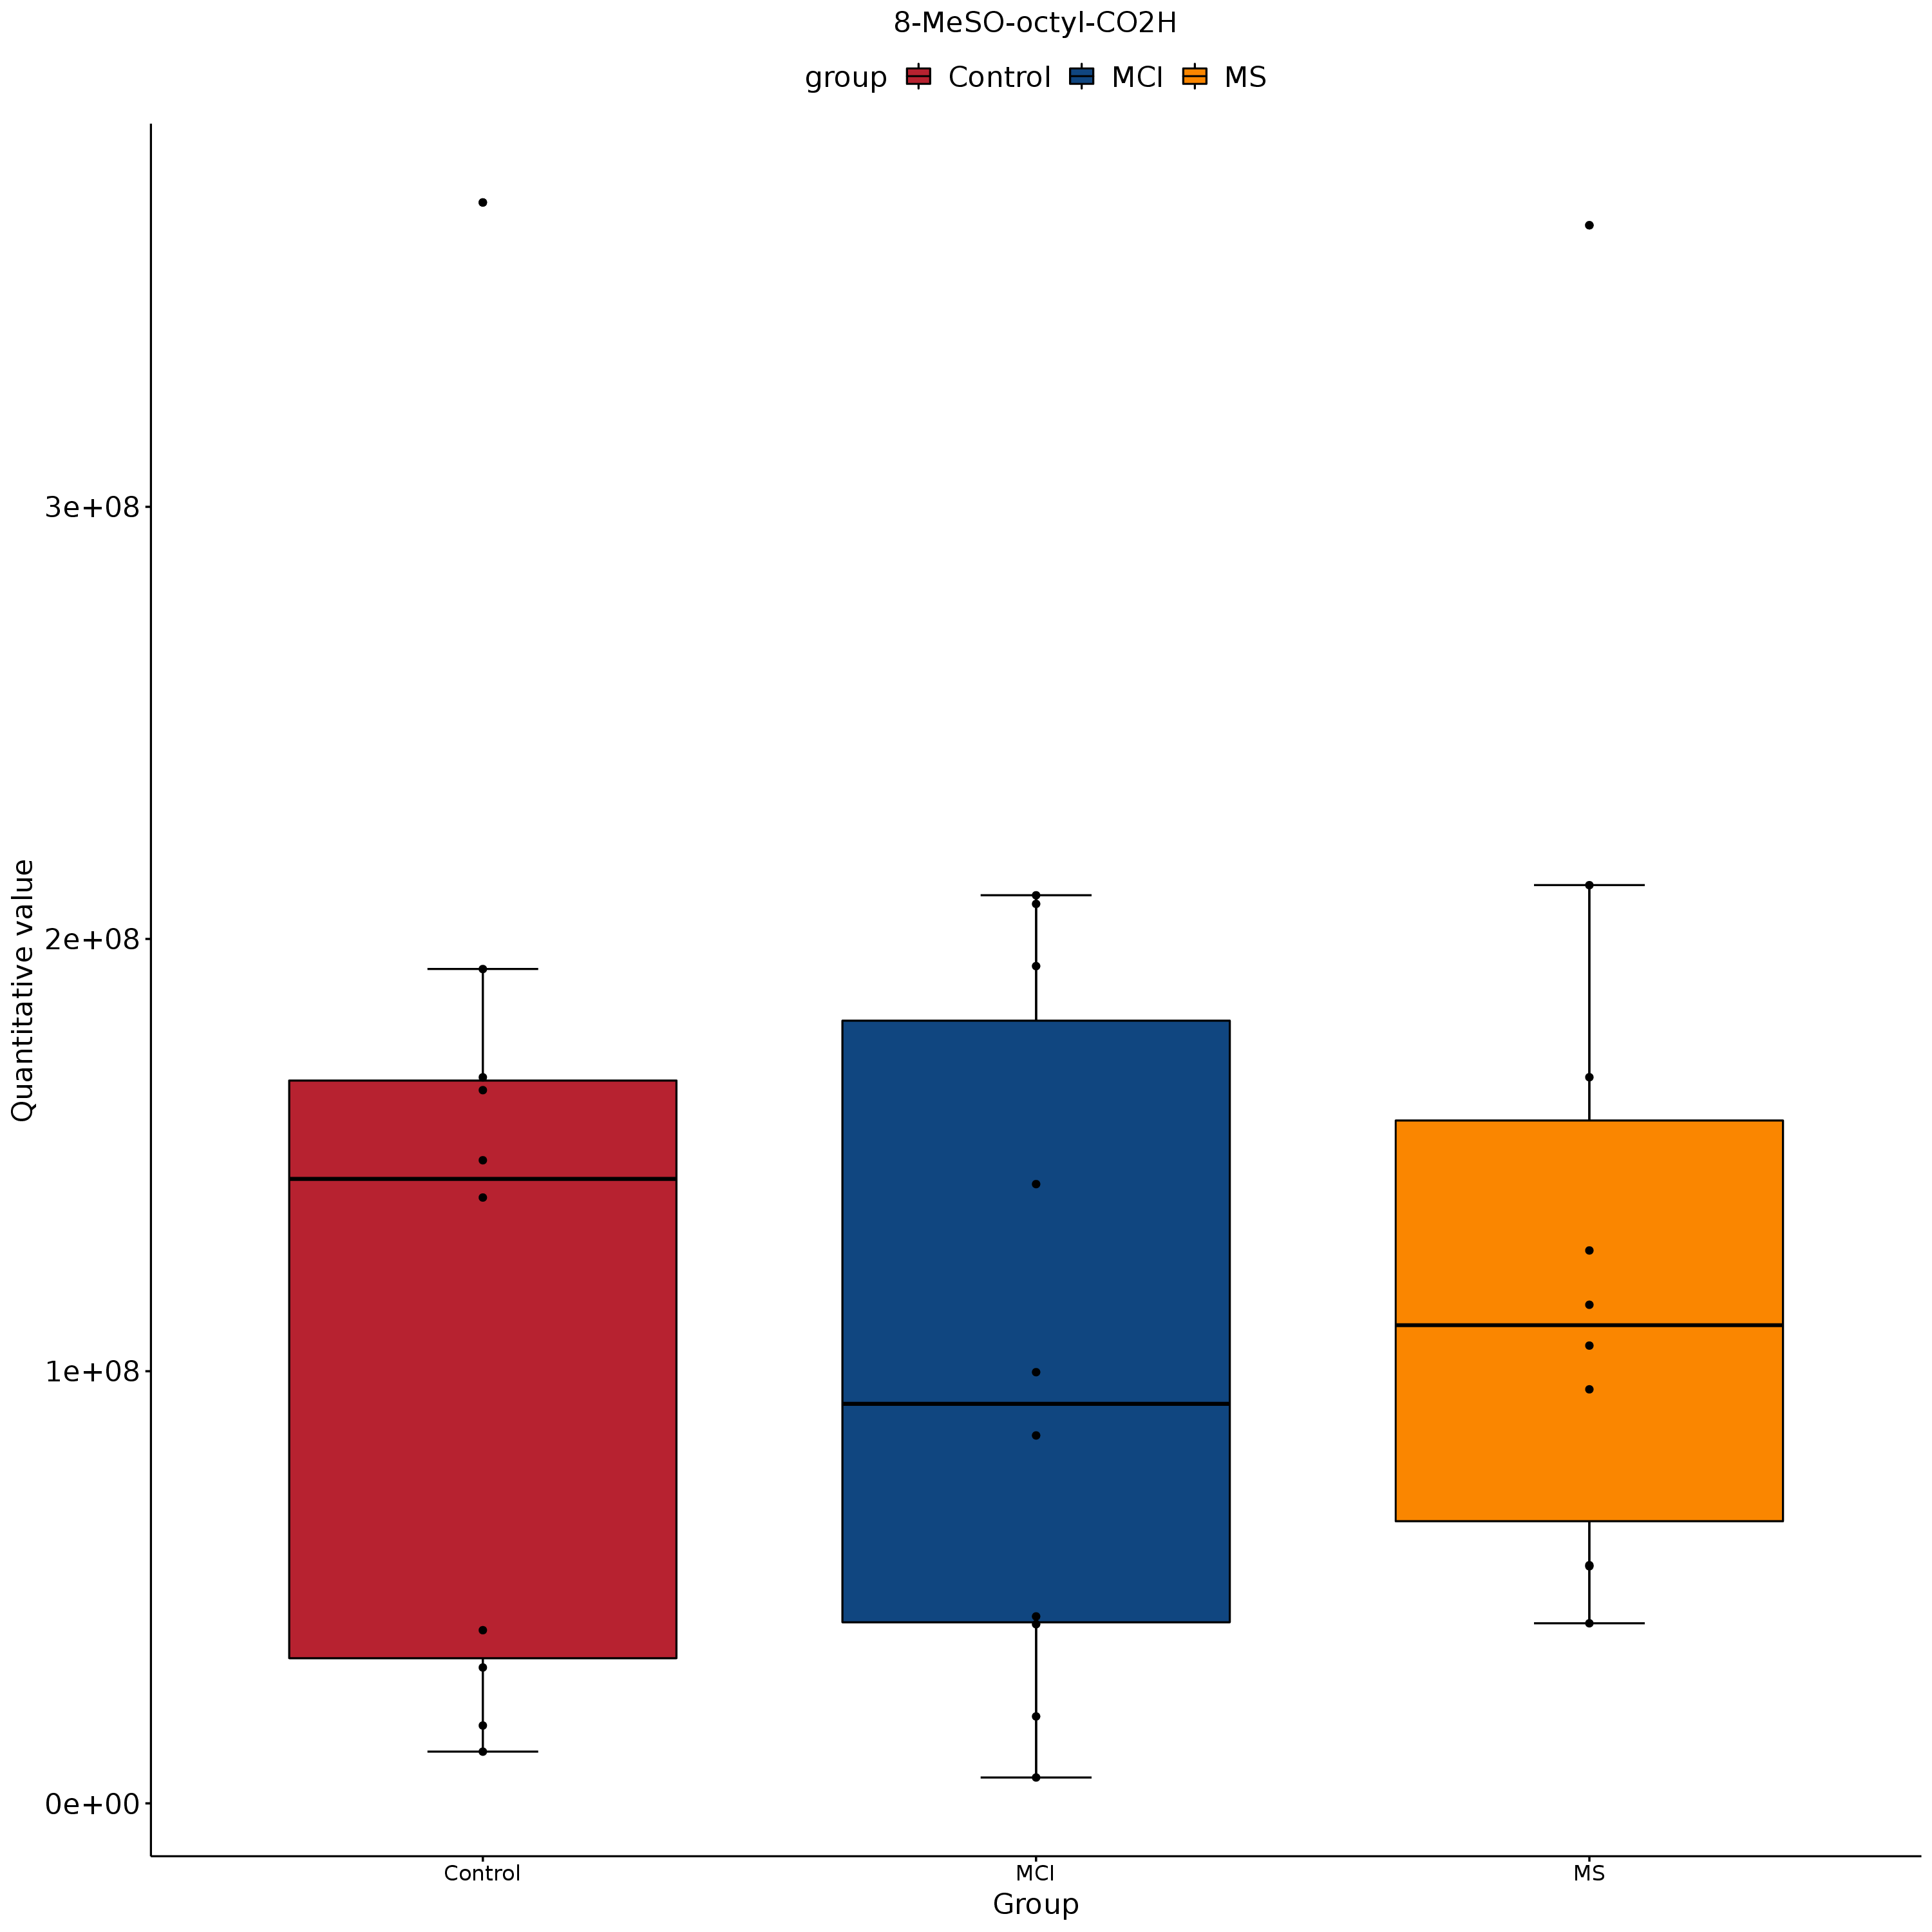 8-MeSO-octyl-CO2H
group Control MCI MS
3e+08
2e+08
1e+08
0e+00
Quantitative value
Control MCI MS
Group